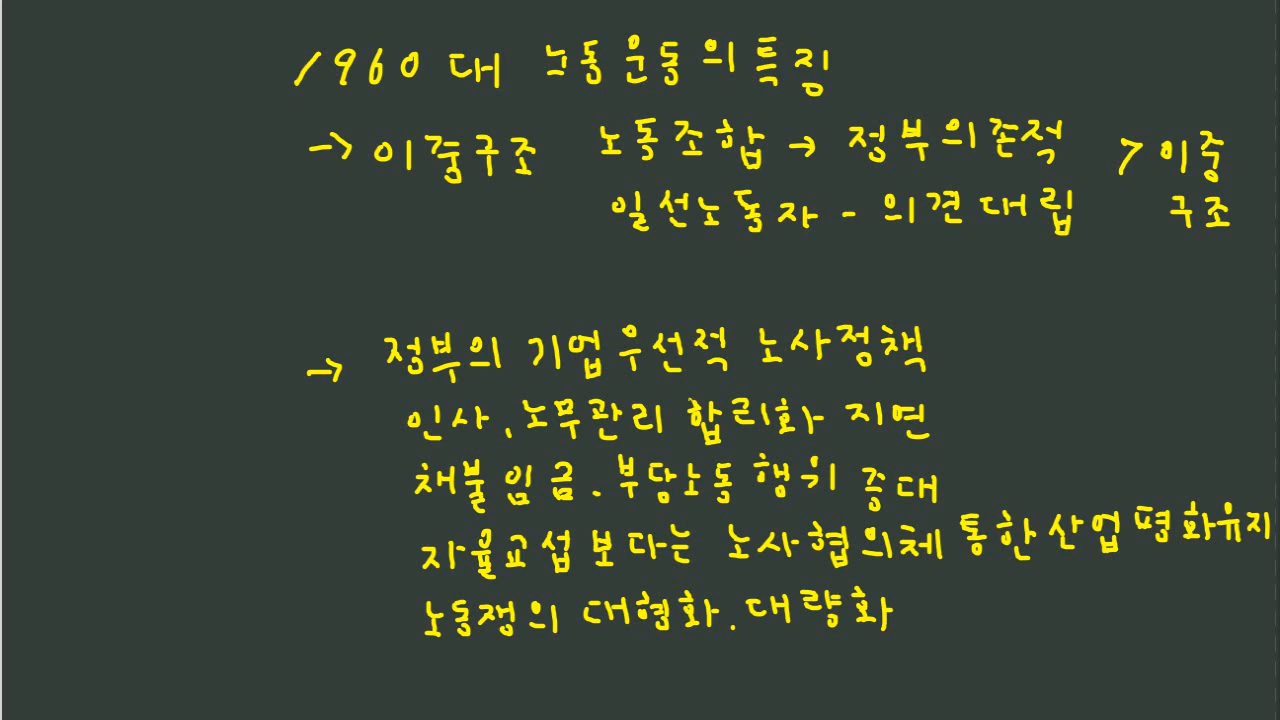 1960대 노동운동의특징
→ 이중구조 노동조합 → 정부의존적 > 이중
일선노동자 - 의견대립 구조
→ 정부의 기업우선적 노사정책
인사, 노무관리 합리화 지연
채불임금. 부당노동행위 증대
자율교섭보다는 노사협의체 통한 산업평화유지
노동쟁의 대형화. 대량화